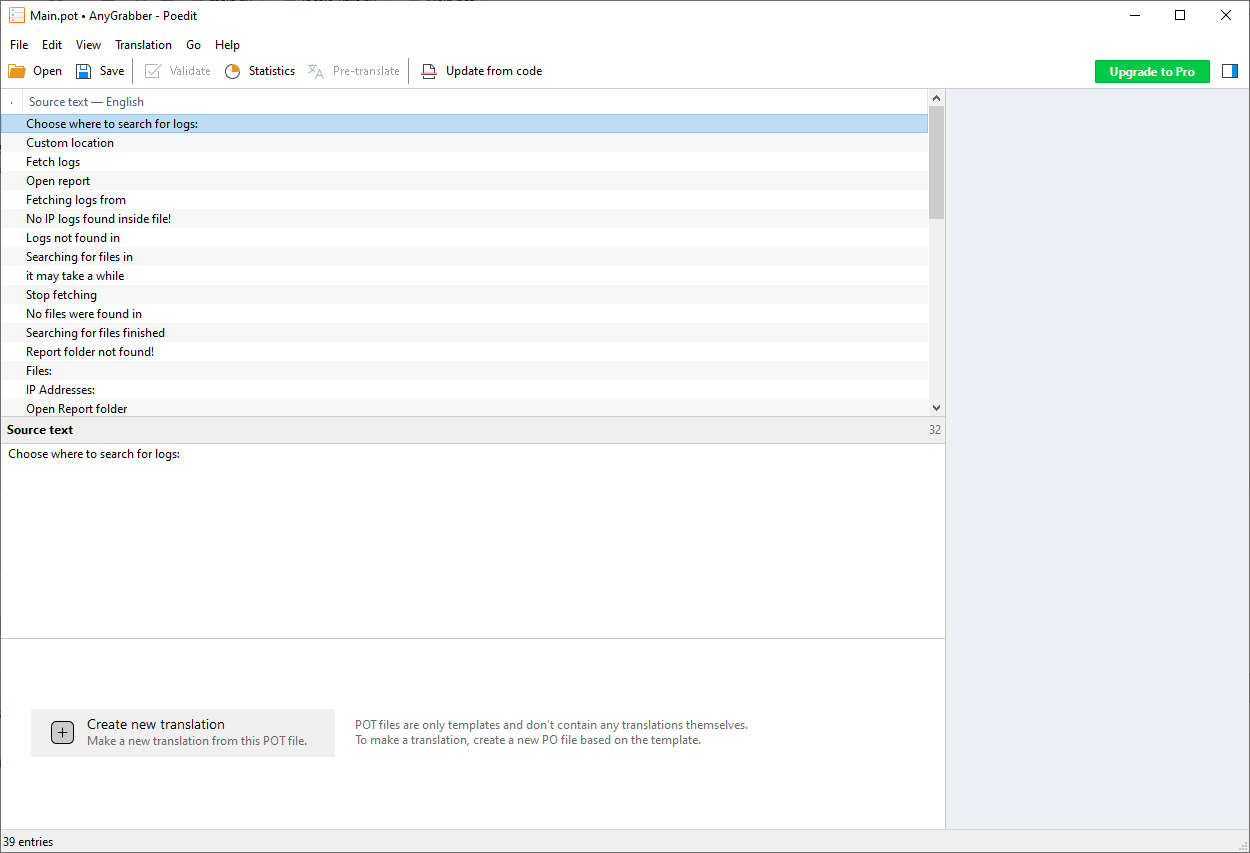 Main.pot • AnyGrabber - Poedit
File Edit View Translation Go Help
Open Save Validate Statistics Pre-translate Update from code Upgrade to Pro
· Source text — English
Choose where to search for logs:
Custom location
Fetch logs
Open report
Fetching logs from
No IP logs found inside file!
Logs not found in
Searching for files in
it may take a while
Stop fetching
No files were found in
Searching for files finished
Report folder not found!
Files:
IP Addresses:
Open Report folder
Source text 32
Choose where to search for logs:
Create new translation
Make a new translation from this POT file.
POT files are only templates and don’t contain any translations themselves.
To make a translation, create a new PO file based on the template.
39 entries